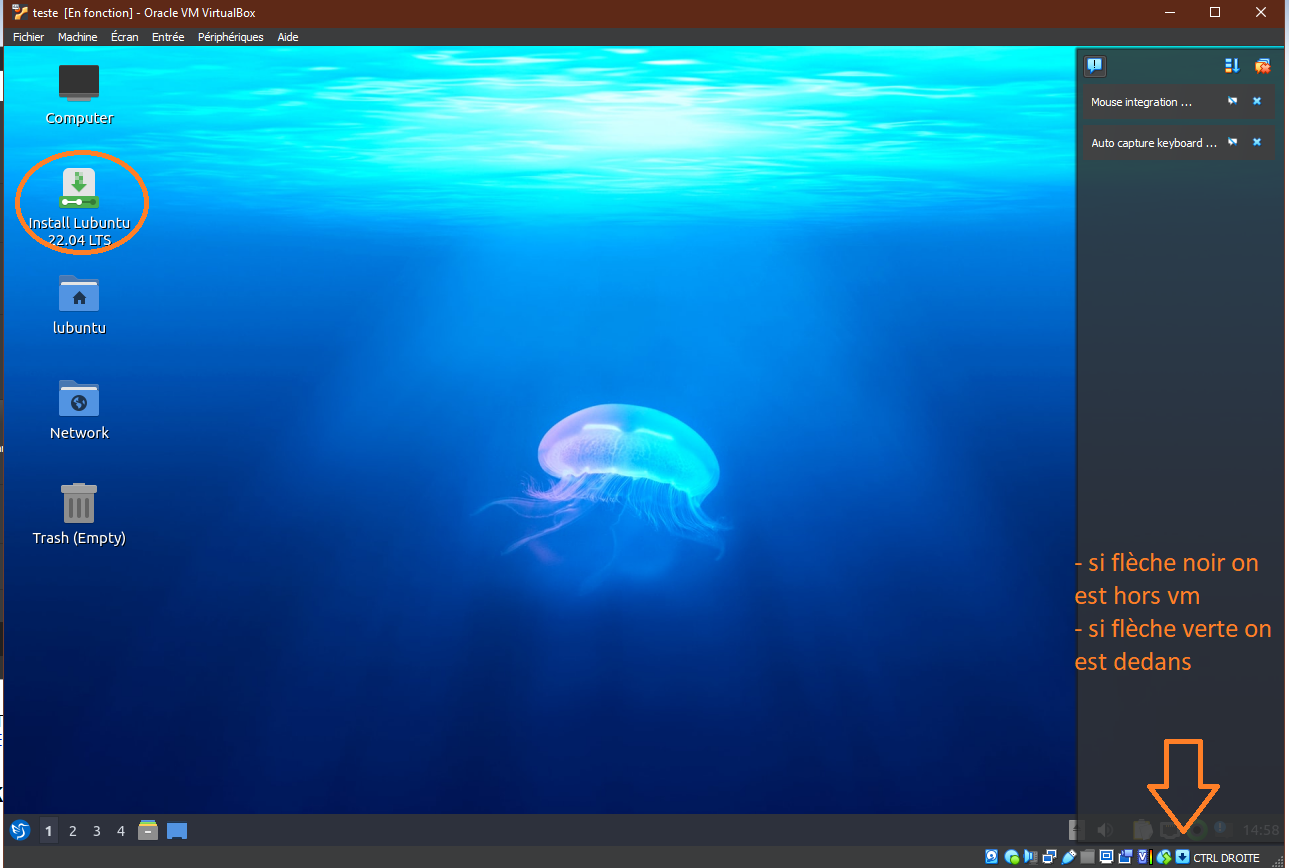 teste [En fonction] - Oracle VM VirtualBox
Fichier Machine Écran Entrée Périphériques Aide
Computer
Mouse integration ...
Auto capture keyboard ...
Install Lubuntu
22.04 LTS
lubuntu
Network
Trash (Empty)
- si flèche noir on
est hors vm
- si flèche verte on
est dedans
1 2 3 4
14:58
CTRL DROITE